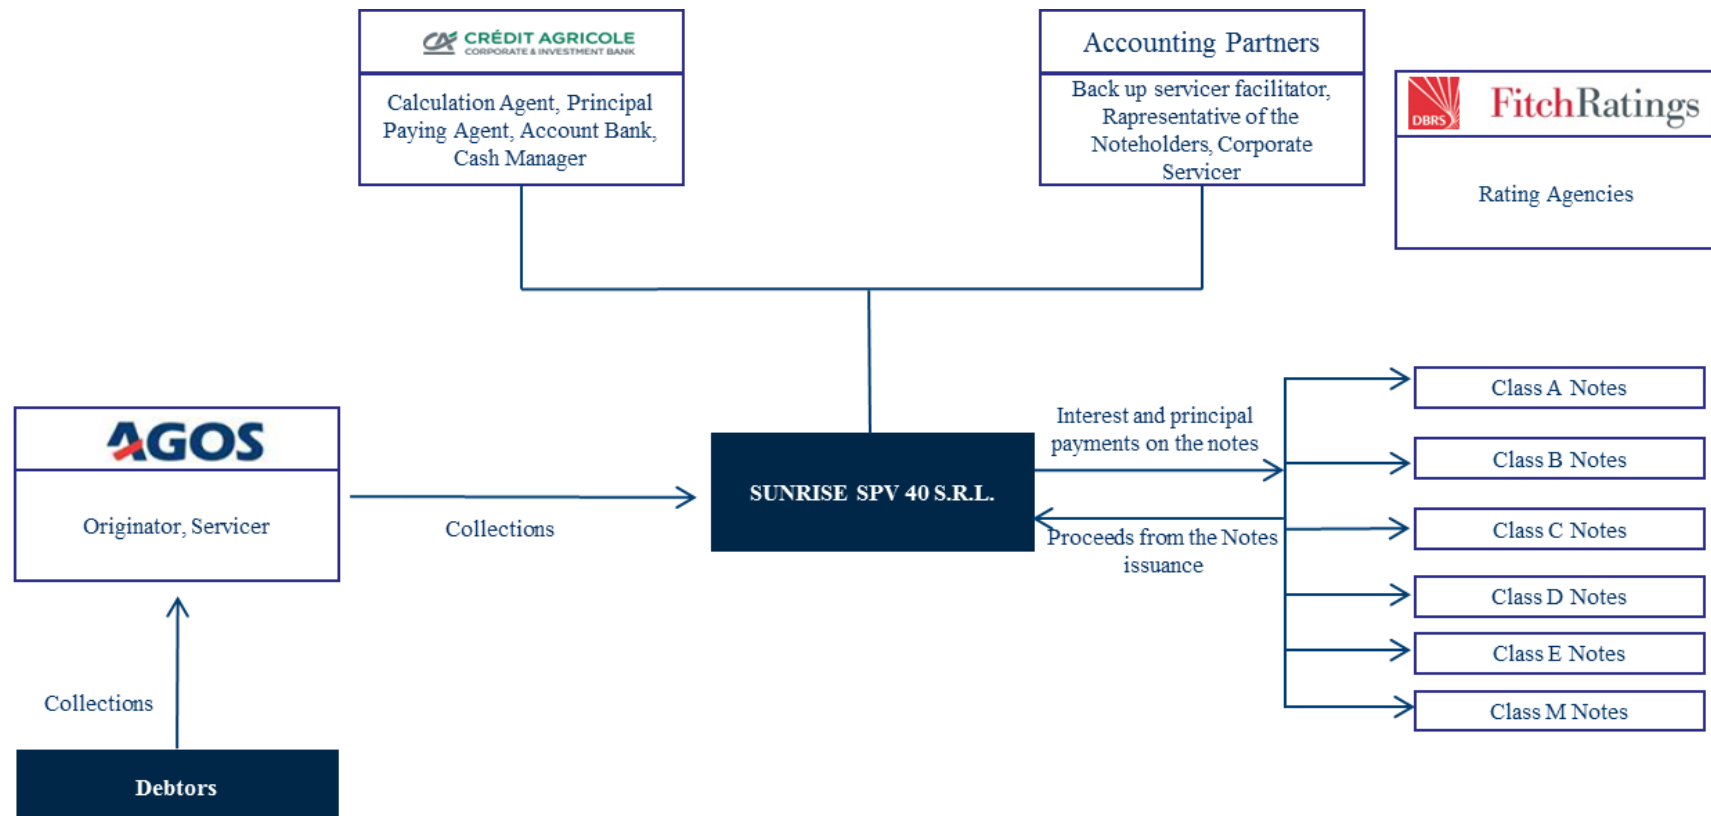 CRÉDIT AGRICOLE
CORPORATE & INVESTMENT BANK
Calculation Agent, Principal
Paying Agent, Account Bank,
Cash Manager
Accounting Partners
Back up servicer facilitator,
Rapresentative of the
Noteholders, Corporate
Servicer
DBRS
FitchRatings
Rating Agencies
AGOS
Originator, Servicer
Collections
Collections
Debtors
SUNRISE SPV 40 S.R.L.
Interest and principal
payments on the notes
Proceeds from the Notes
issuance
Class A Notes
Class B Notes
Class C Notes
Class D Notes
Class E Notes
Class M Notes